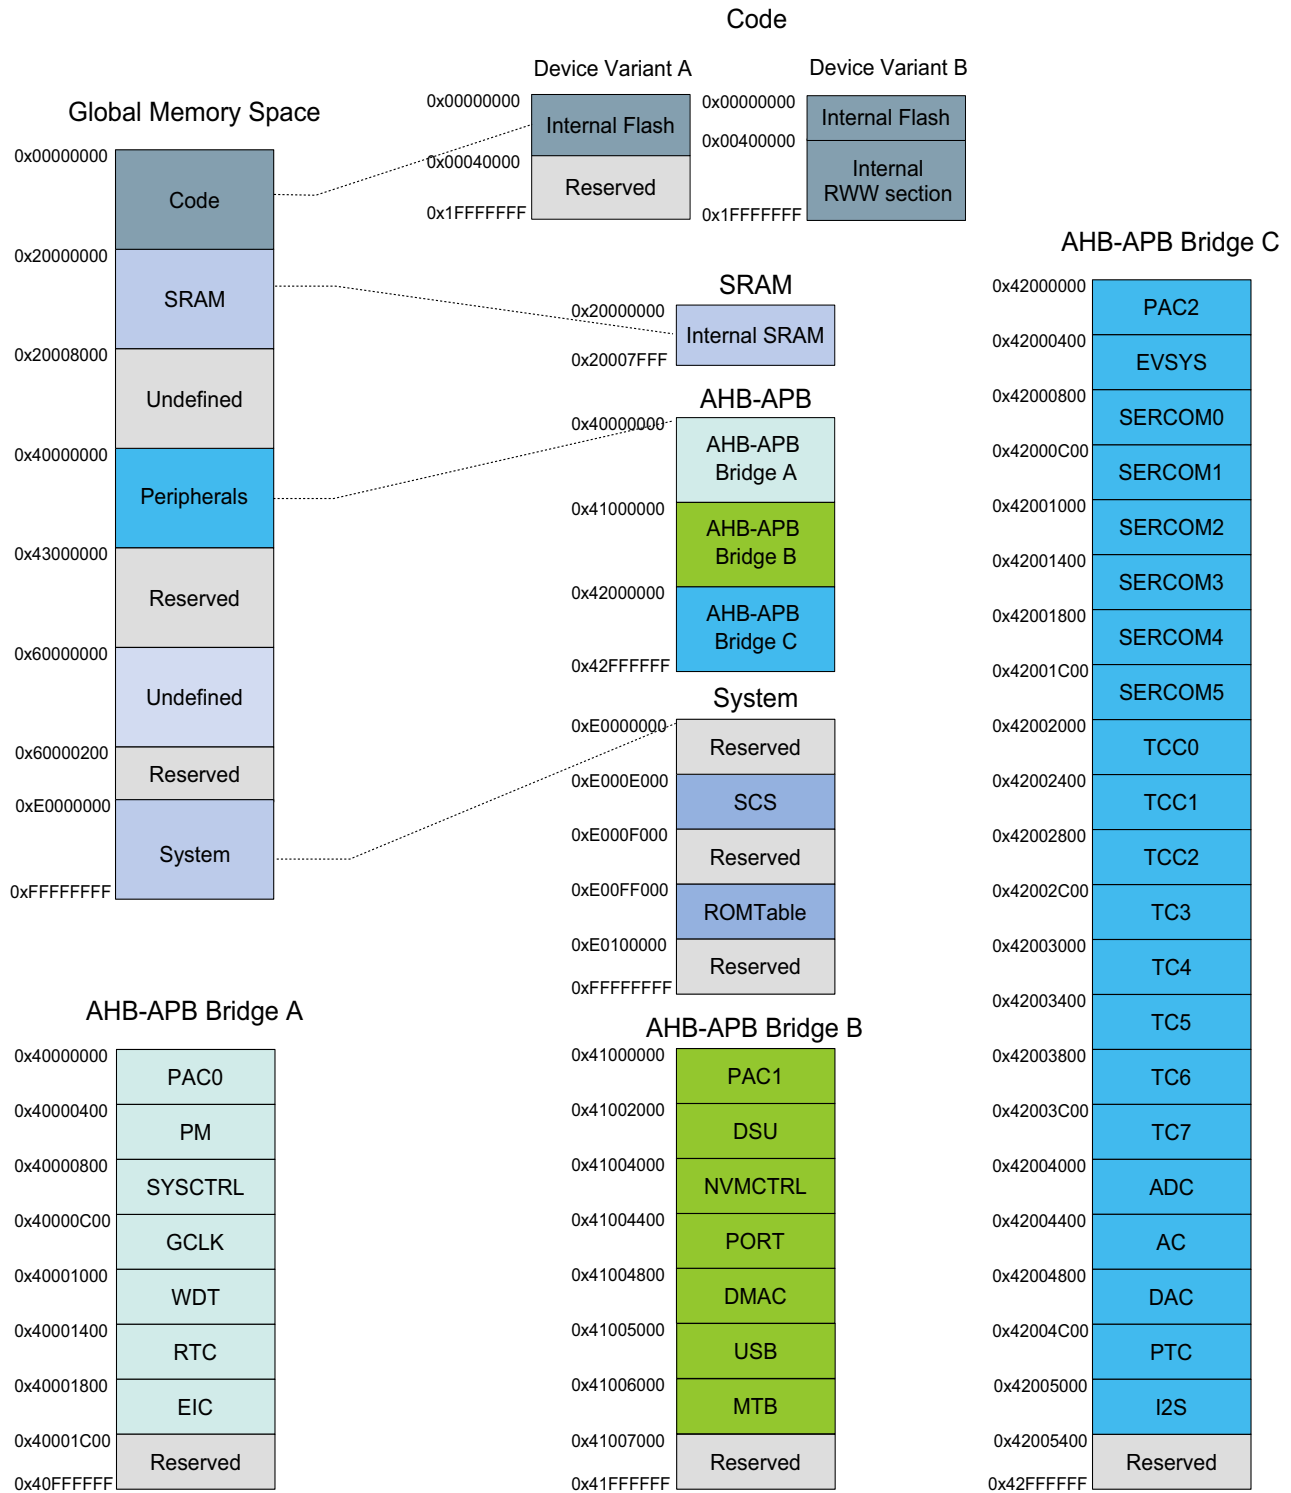 Code
Device Variant A
0x00000000
Internal Flash
0x00040000
Reserved
0x1FFFFFFF
Device Variant B
0x00000000
Internal Flash
0x00400000
Internal
RWW section
0x1FFFFFFF
Global Memory Space
0x00000000
Code
0x20000000
SRAM
0x20008000
Undefined
0x40000000
Peripherals
0x43000000
Reserved
0x60000000
Undefined
0x60000200
Reserved
0xE0000000
System
0xFFFFFFFF
SRAM
0x20000000
Internal SRAM
0x20007FFF
AHB-APB
0x40000000
AHB-APB
Bridge A
0x41000000
AHB-APB
Bridge B
0x42000000
AHB-APB
Bridge C
0x42FFFFFF
System
0xE0000000
Reserved
0xE000E000
SCS
0xE000F000
Reserved
0xE00FF000
ROMTable
0xE0100000
Reserved
0xFFFFFFFF
AHB-APB Bridge A
0x40000000
PAC0
0x40000400
PM
0x40000800
SYSCTRL
0x40000C00
GCLK
0x40001000
WDT
0x40001400
RTC
0x40001800
EIC
0x40001C00
Reserved
0x40FFFFFF
AHB-APB Bridge B
0x41000000
PAC1
0x41002000
DSU
0x41004000
NVMCTRL
0x41004400
PORT
0x41004800
DMAC
0x41005000
USB
0x41006000
MTB
0x41007000
Reserved
0x41FFFFFF
AHB-APB Bridge C
0x42000000
PAC2
0x42000400
EVSYS
0x42000800
SERCOM0
0x42000C00
SERCOM1
0x42001000
SERCOM2
0x42001400
SERCOM3
0x42001800
SERCOM4
0x42001C00
SERCOM5
0x42002000
TCC0
0x42002400
TCC1
0x42002800
TCC2
0x42002C00
TC3
0x42003000
TC4
0x42003400
TC5
0x42003800
TC6
0x42003C00
TC7
0x42004000
ADC
0x42004400
AC
0x42004800
DAC
0x42004C00
PTC
0x42005000
I2S
0x42005400
Reserved
0x42FFFFFF